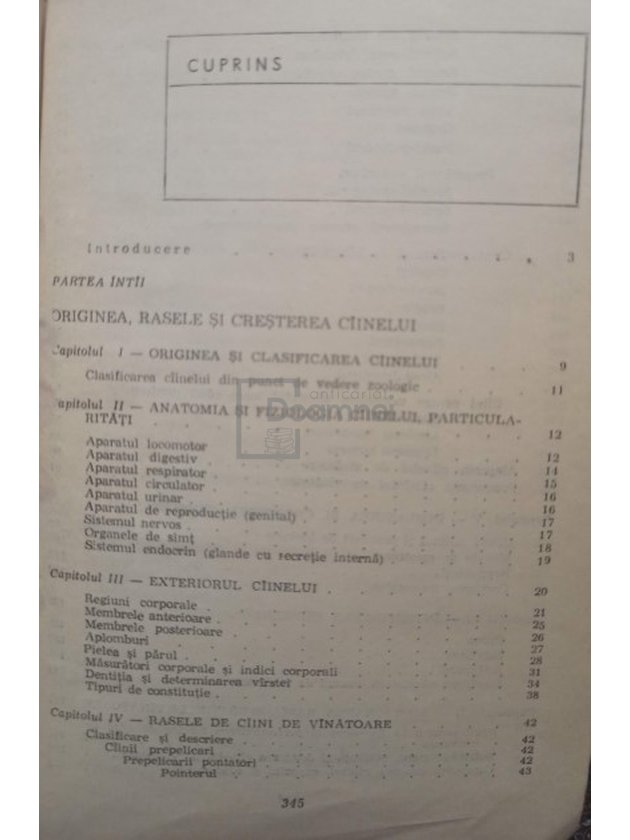 CUPRINS
Introducere . . . . . . . . . 3
PARTEA ÎNTÎI
ORIGINEA, RASELE ŞI CREŞTEREA CÎINELUI
Capitolul I — ORIGINEA ŞI CLASIFICAREA CÎINELUI 9
Clasificarea cîinelui din punct de vedere zoologic . 11
anticariat
Doamnei
Capitolul II — ANATOMIA ŞI FIZIOLOGIA CÎINELUI, PARTICULA-
RITĂŢI 12
Aparatul locomotor 12
Aparatul digestiv 14
Aparatul respirator 15
Aparatul circulator 16
Aparatul urinar 16
Aparatul de reproducţie (genital) 17
Sistemul nervos 17
Organele de simţ 18
Sistemul endocrin (glande cu secreţie internă) 19
Capitolul III — EXTERIORUL CÎINELUI . 20
Regiuni corporale 21
Membrele anterioare 25
Membrele posterioare 26
Aplomburi 27
Pielea şi părul 28
Măsurători corporale şi indici corporali 31
Dentiţia şi determinarea vîrstei 34
Tipuri de constituţie 38
Capitolul IV — RASELE DE CÎINI DE VÎNĂTOARE 42
Clasificare şi descriere 42
Cîinii prepelicari 42
Prepelicarii pontatori 42
Pointerul 43
345